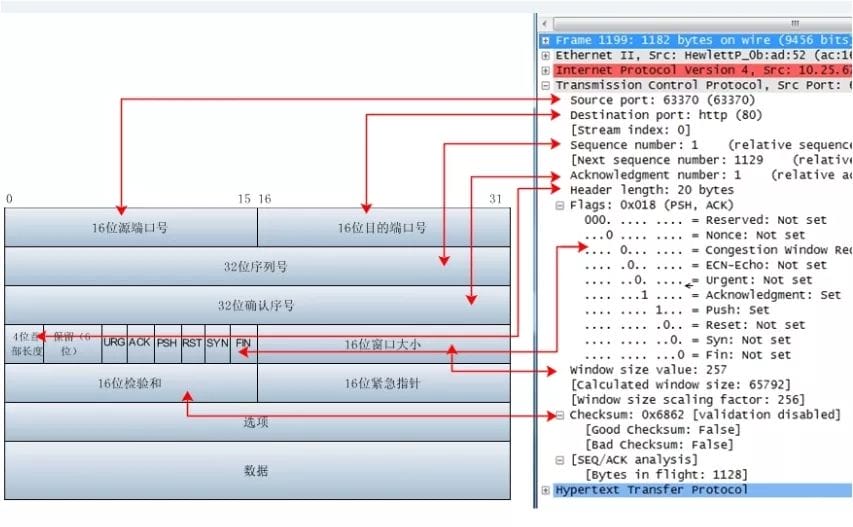 0 15 16 31
16位源端口号 16位目的端口号
32位序列号
32位确认序号
4位首部长度 保留（6位） URG ACK PSH RST SYN FIN 16位窗口大小
16位检验和 16位紧急指针
选项
数据
Frame 1199: 1182 bytes on wire (9456 bits)
Ethernet II, Src: HewlettP_0b:ad:52 (ac:16
Internet Protocol Version 4, Src: 10.25.67
Transmission Control Protocol, Src Port: 6
Source port: 63370 (63370)
Destination port: http (80)
[Stream index: 0]
Sequence number: 1 (relative sequence
[Next sequence number: 1129 (relative
Acknowledgment number: 1 (relative ac
Header length: 20 bytes
Flags: 0x018 (PSH, ACK)
000. .... .... = Reserved: Not set
...0 .... .... = Nonce: Not set
.... 0... .... = Congestion Window Red
.... .0.. .... = ECN-Echo: Not set
.... ..0. .... = Urgent: Not set
.... ...1 .... = Acknowledgment: Set
.... .... 1... = Push: Set
.... .... .0.. = Reset: Not set
.... .... ..0. = Syn: Not set
.... .... ...0 = Fin: Not set
Window size value: 257
[Calculated window size: 65792]
[Window size scaling factor: 256]
Checksum: 0x6862 [validation disabled]
[Good Checksum: False]
[Bad Checksum: False]
[SEQ/ACK analysis]
[Bytes in flight: 1128]
Hypertext Transfer Protocol